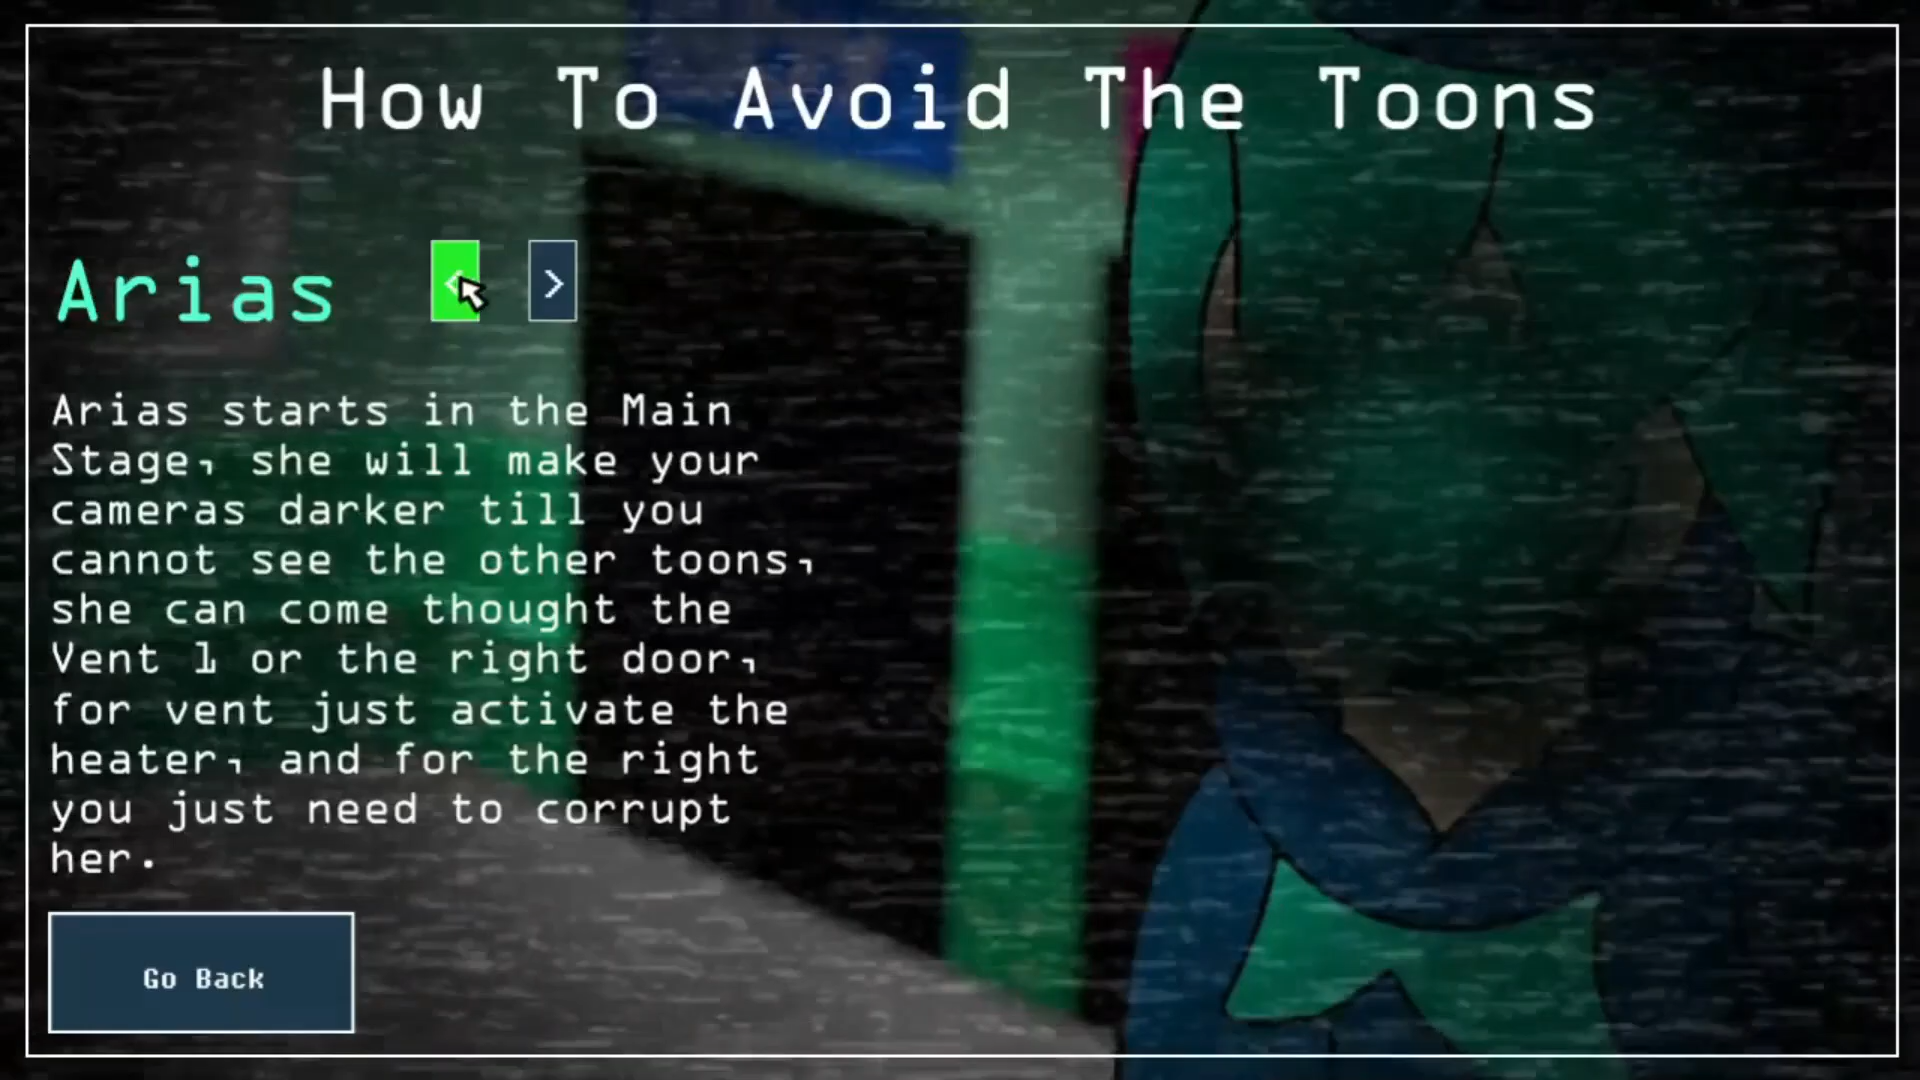 How To Avoid The Toons
Arias < >
Arias starts in the Main
Stage, she will make your
cameras darker till you
cannot see the other toons,
she can come thought the
Vent 1 or the right door,
for vent just activate the
heater, and for the right
you just need to corrupt
her.
Go Back